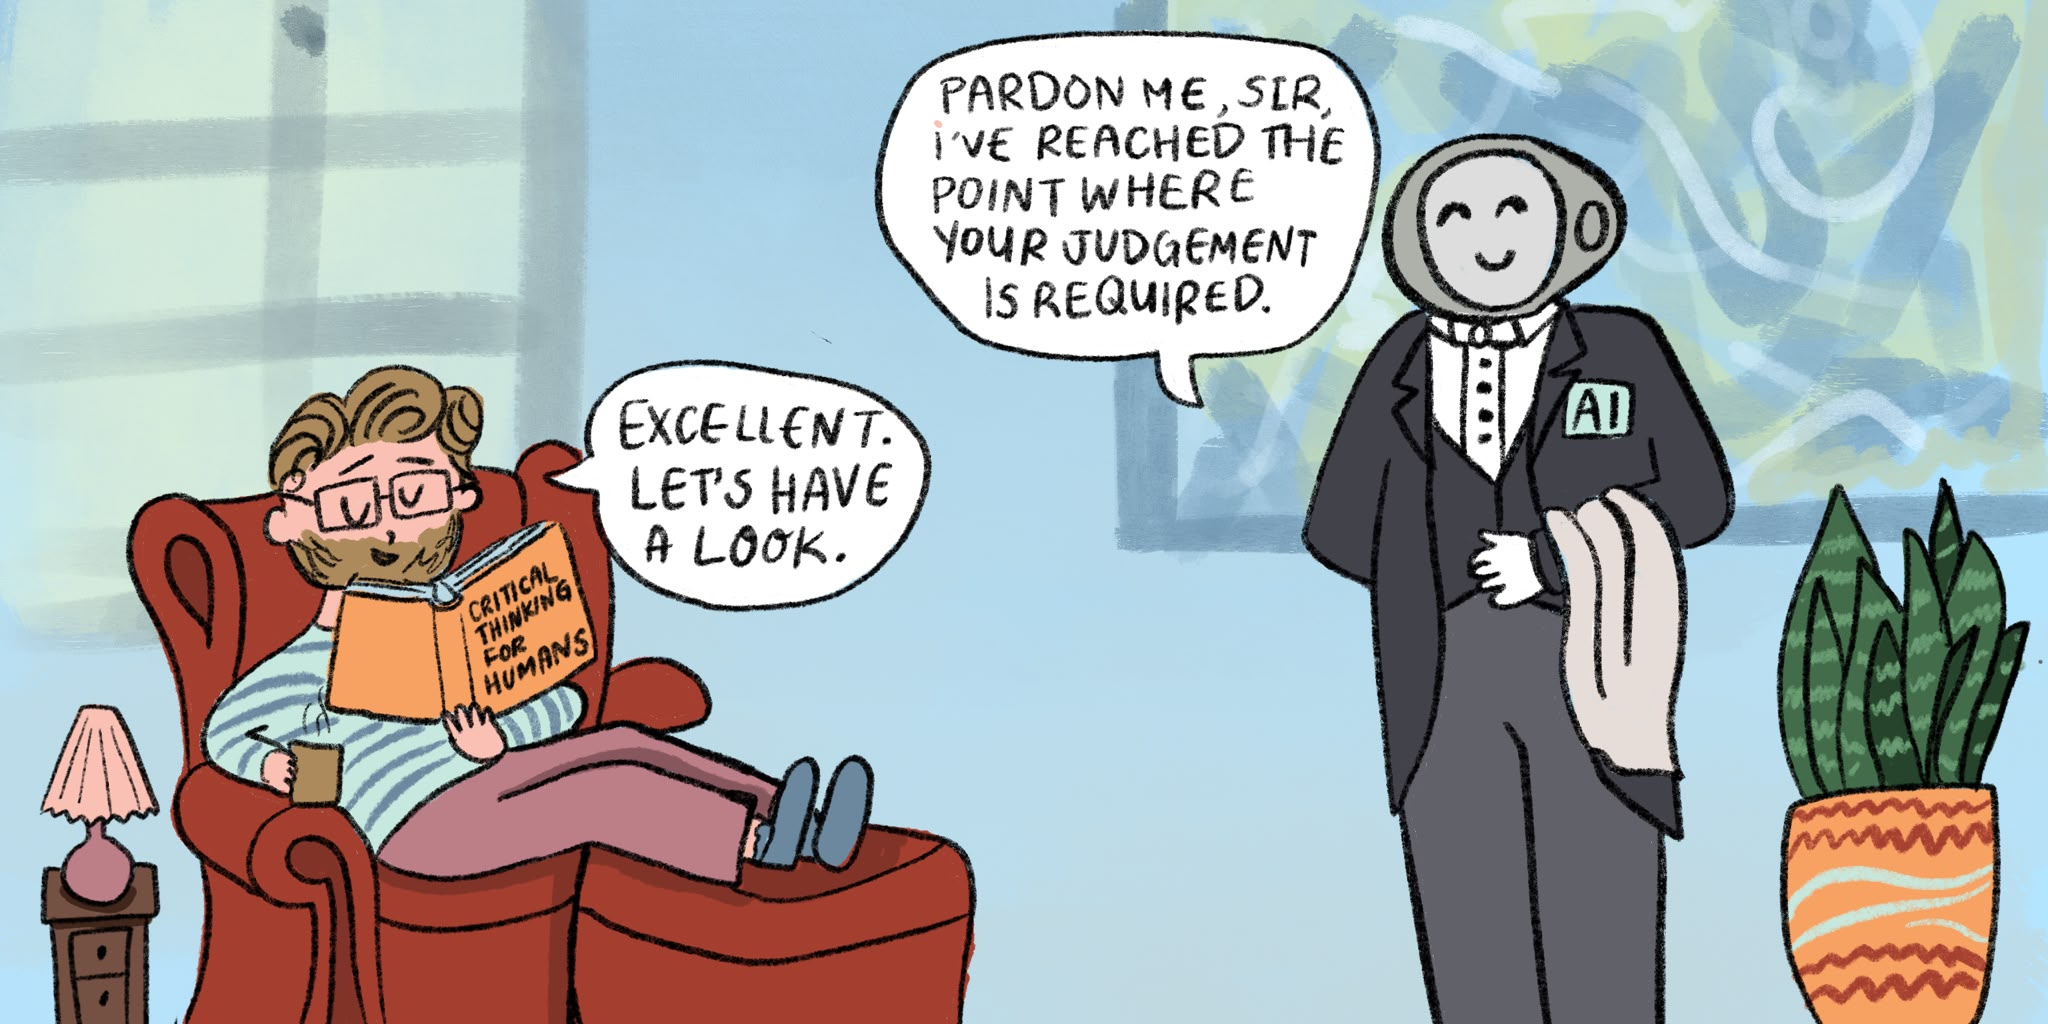 PARDON ME, SIR,
i'VE REACHED THE
POINT WHERE
YOUR JUDGEMENT
IS REQUIRED.
EXCELLENT.
LET'S HAVE
A LOOK.
CRITICAL
THINKING
FOR
HUMANS
AI